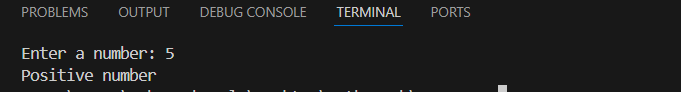 PROBLEMS OUTPUT DEBUG CONSOLE TERMINAL PORTS
Enter a number: 5
Positive number